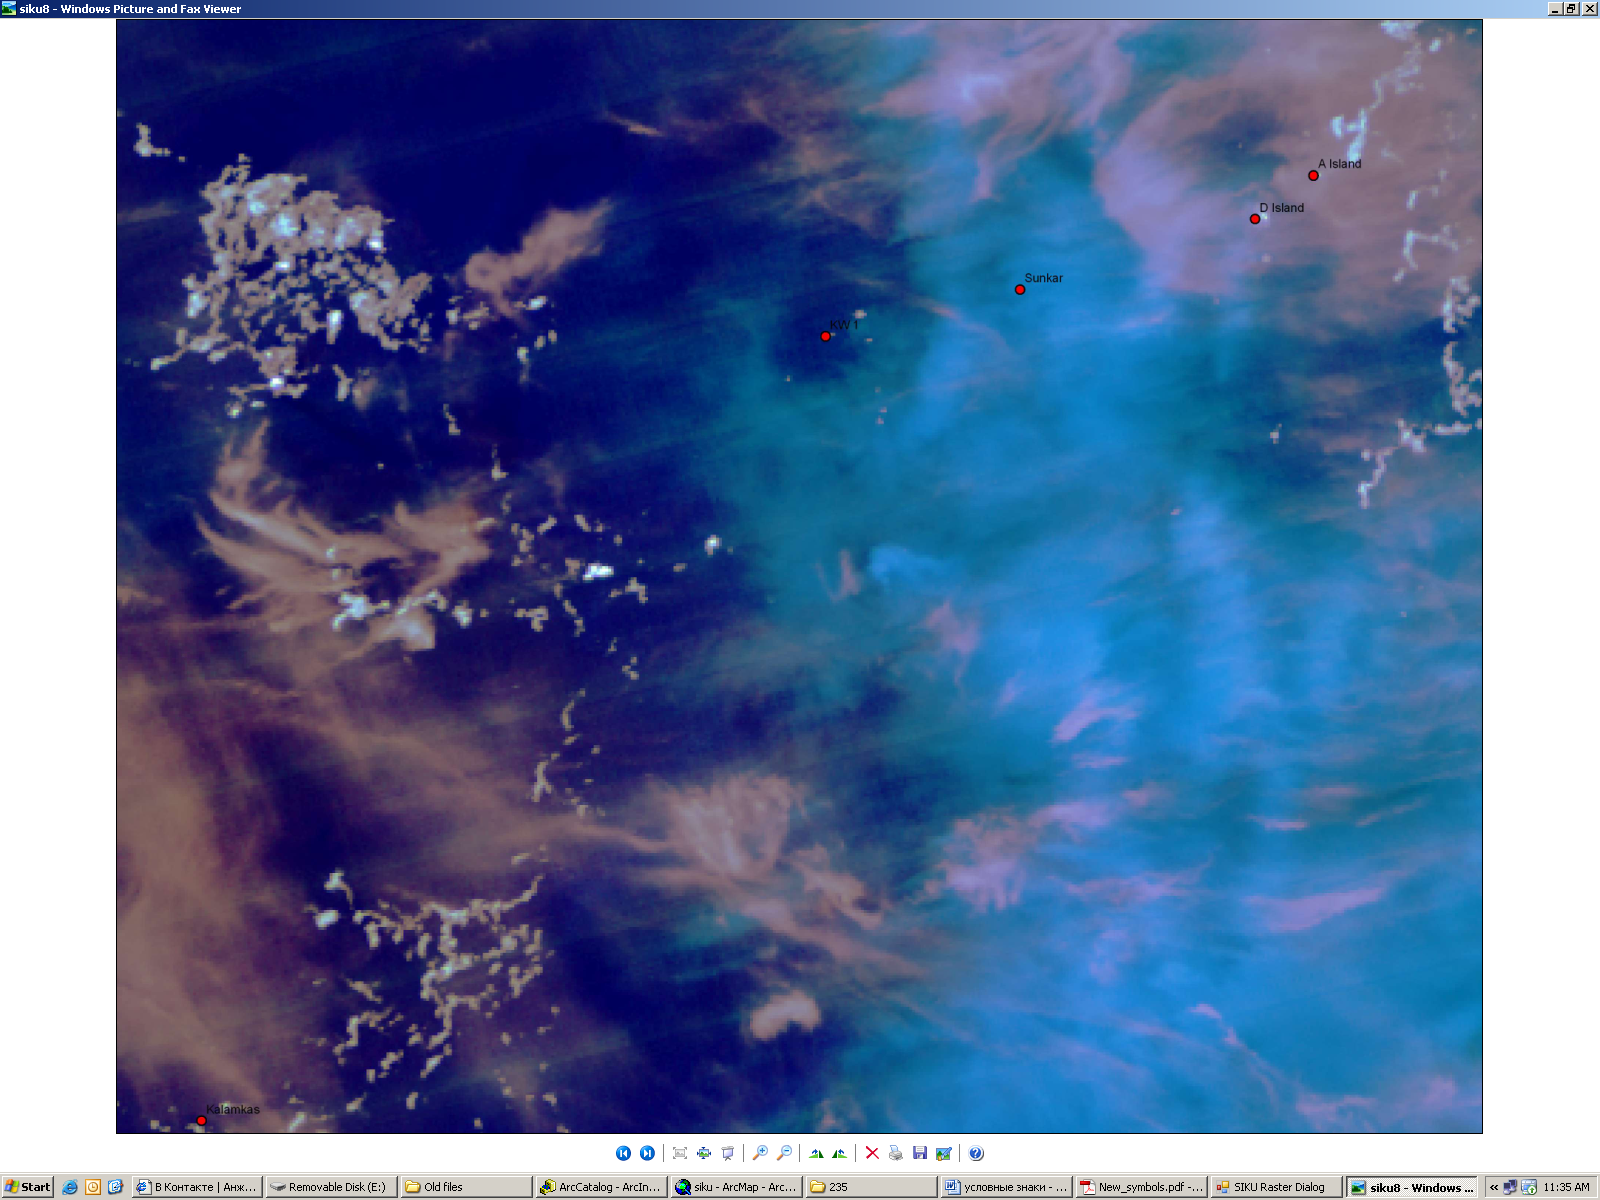 siku8 - Windows Picture and Fax Viewer
A Island
D Island
Sunkar
KW 1
Kalamkas
Start
В Контакте | Анж...
Removable Disk (E:)
Old files
ArcCatalog - ArcIn...
siku - ArcMap - Arc...
235
условные знаки - ...
New_symbols.pdf -...
SIKU Raster Dialog
siku8 - Windows ...
«
11:35 AM